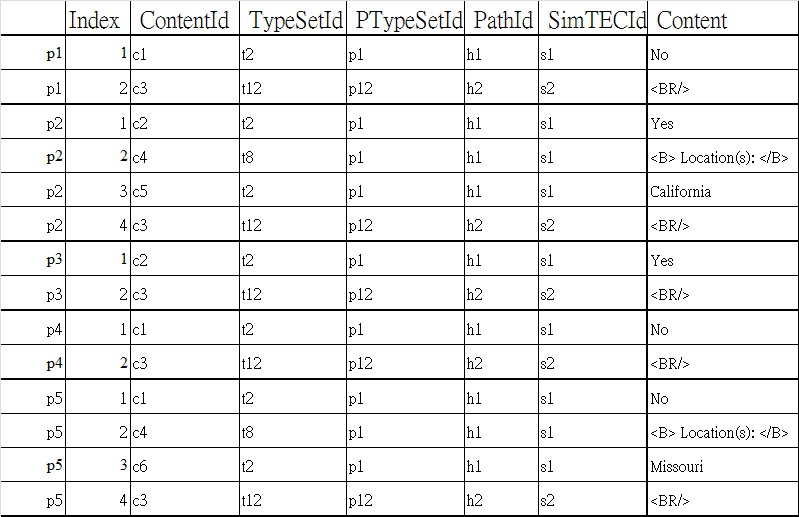 Index ContentId TypeSetId PTypeSetId PathId SimTECId Content
p1 1 c1 t2 p1 h1 s1 No
p1 2 c3 t12 p12 h2 s2 <BR/>
p2 1 c2 t2 p1 h1 s1 Yes
p2 2 c4 t8 p1 h1 s1 <B> Location(s): </B>
p2 3 c5 t2 p1 h1 s1 California
p2 4 c3 t12 p12 h2 s2 <BR/>
p3 1 c2 t2 p1 h1 s1 Yes
p3 2 c3 t12 p12 h2 s2 <BR/>
p4 1 c1 t2 p1 h1 s1 No
p4 2 c3 t12 p12 h2 s2 <BR/>
p5 1 c1 t2 p1 h1 s1 No
p5 2 c4 t8 p1 h1 s1 <B> Location(s): </B>
p5 3 c6 t2 p1 h1 s1 Missouri
p5 4 c3 t12 p12 h2 s2 <BR/>